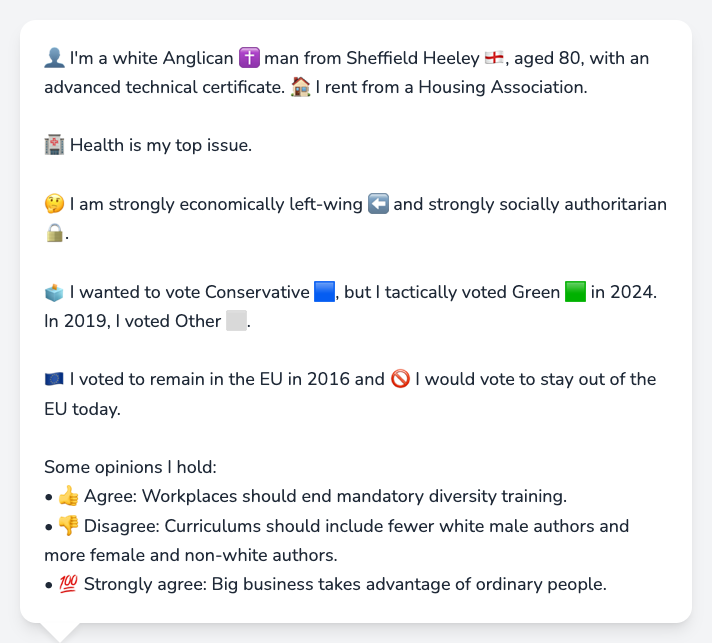 👤 I'm a white Anglican ✝️ man from Sheffield Heeley 🏴󠁧󠁢󠁥󠁮󠁧󠁿, aged 80, with an
advanced technical certificate. 🏠 I rent from a Housing Association.
🏥 Health is my top issue.
🤔 I am strongly economically left-wing ⬅️ and strongly socially authoritarian
🔒.
🗳️ I wanted to vote Conservative 🟦, but I tactically voted Green 🟩 in 2024.
In 2019, I voted Other ⬜.
🇪🇺 I voted to remain in the EU in 2016 and 🚫 I would vote to stay out of the
EU today.
Some opinions I hold:
• 👍 Agree: Workplaces should end mandatory diversity training.
• 👎 Disagree: Curriculums should include fewer white male authors and
more female and non-white authors.
• 💯 Strongly agree: Big business takes advantage of ordinary people.